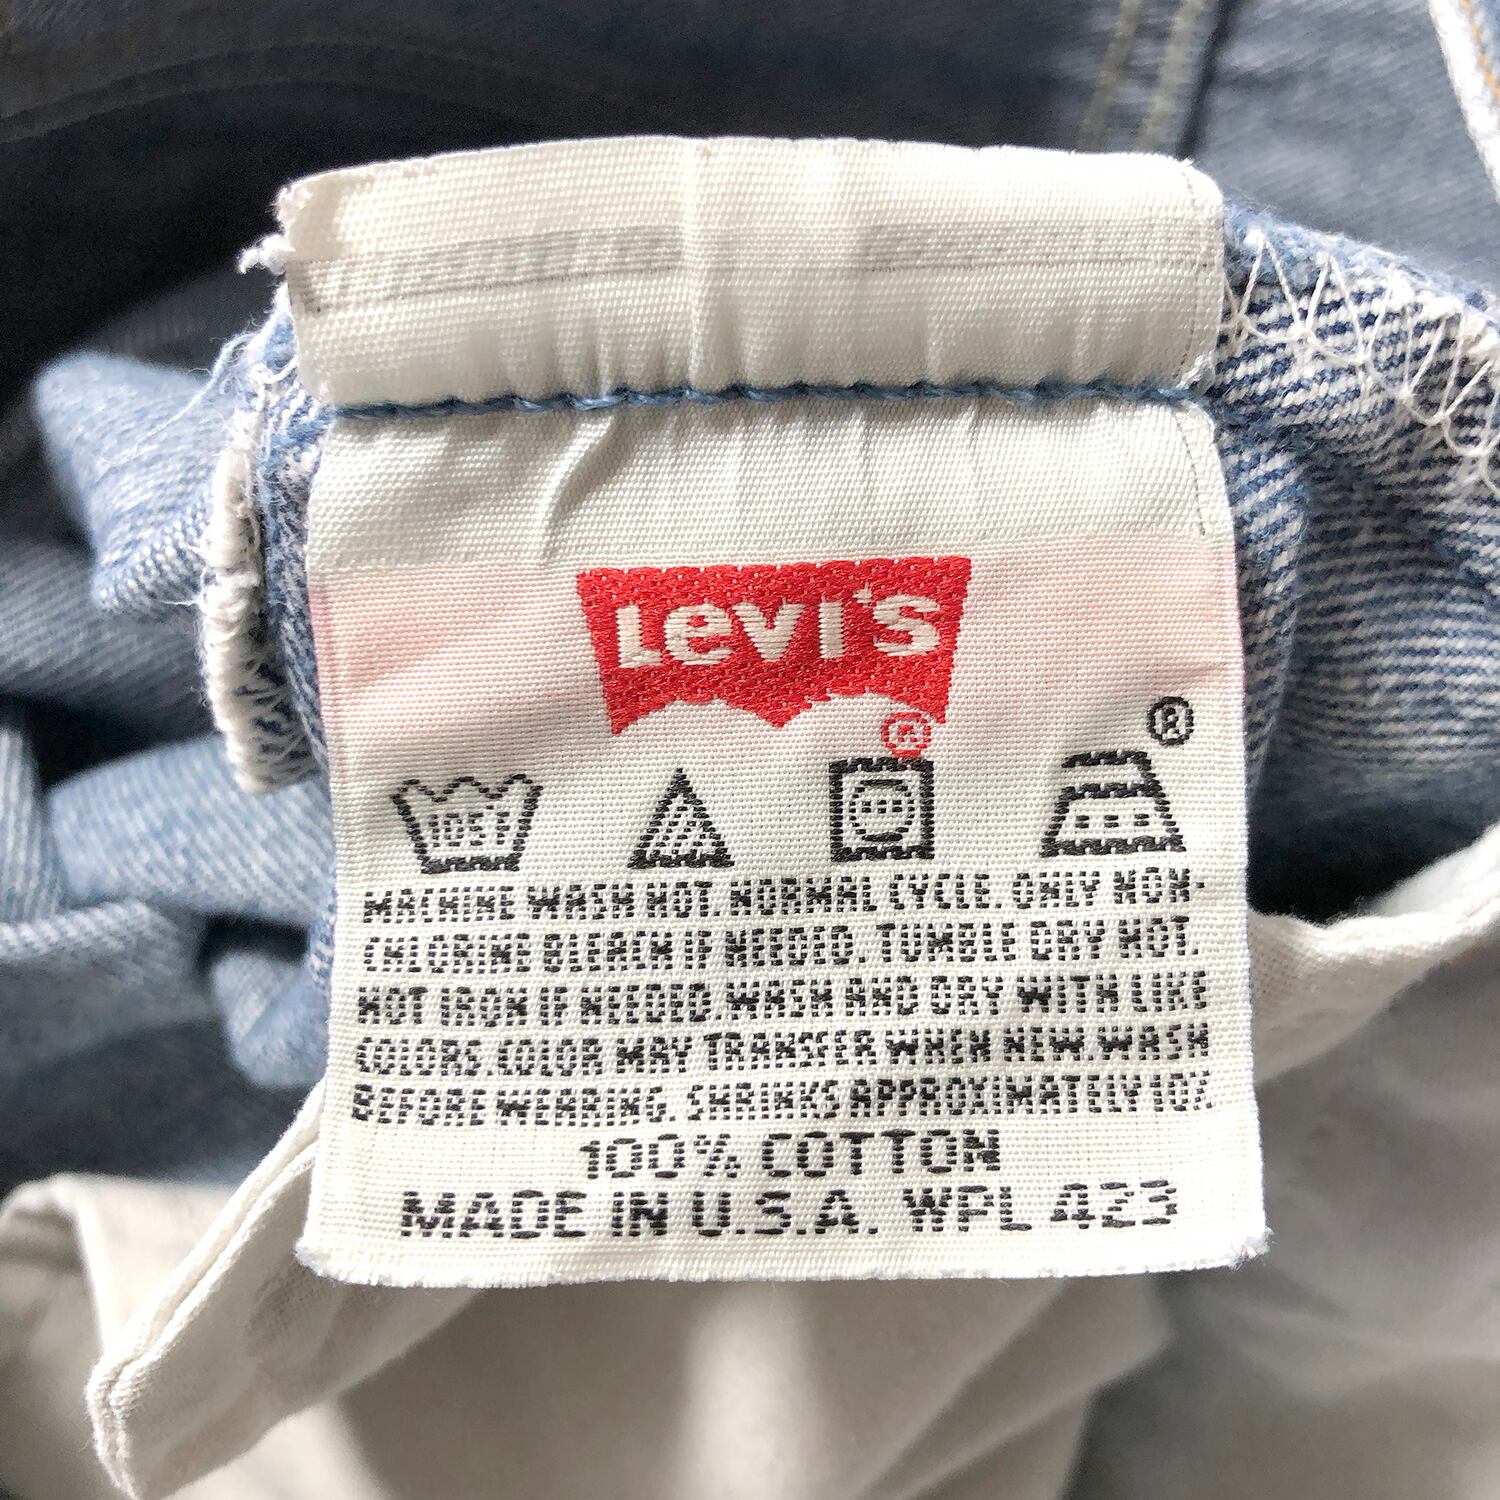 LEVI'S
®
®
105F
MACHINE WASH HOT. NORMAL CYCLE. ONLY NON-
CHLORINE BLEACH IF NEEDED. TUMBLE DRY HOT.
HOT IRON IF NEEDED. WASH AND DRY WITH LIKE
COLORS. COLOR MAY TRANSFER WHEN NEW. WASH
BEFORE WEARING. SHRINKS APPROXIMATELY 10%
100% COTTON
MADE IN U.S.A. WPL 423